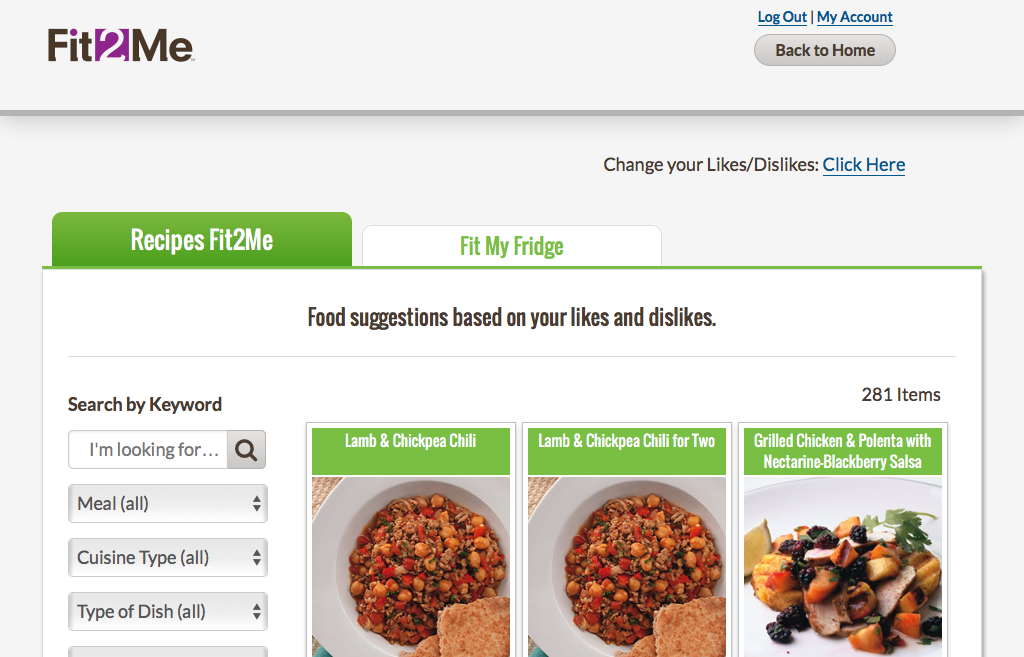 Log Out | My Account
Fit2Me
Back to Home
Change your Likes/Dislikes: Click Here
Recipes Fit2Me
Fit My Fridge
Food suggestions based on your likes and dislikes.
281 Items
Search by Keyword
I'm looking for...
Meal (all)
Cuisine Type (all)
Type of Dish (all)
Lamb & Chickpea Chili
Lamb & Chickpea Chili for Two
Grilled Chicken & Polenta with
Nectarine-Blackberry Salsa